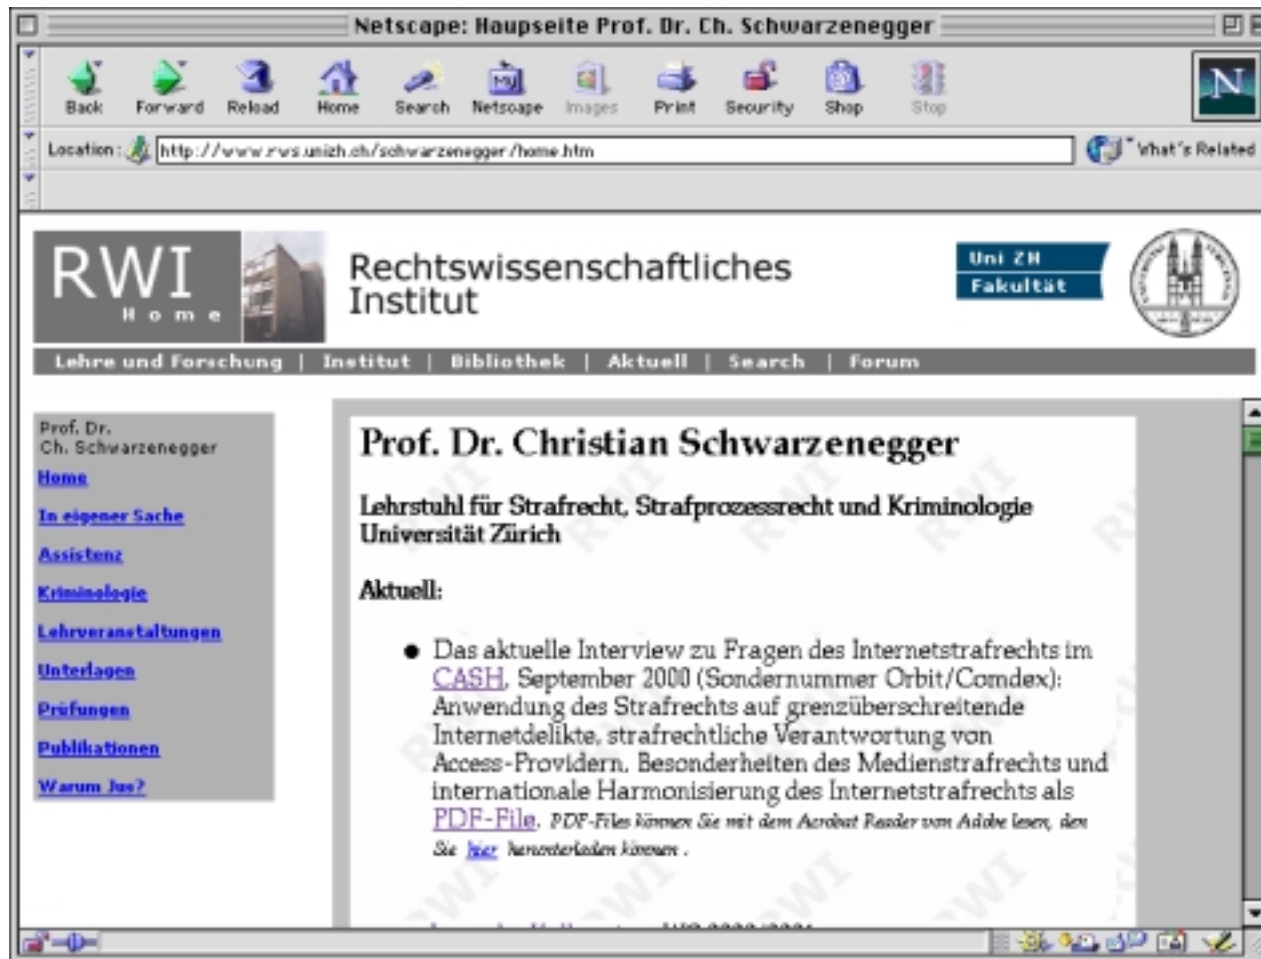 Netscape: Haupseite Prof. Dr. Ch. Schwarzenegger
Back Forward Reload Home Search Netscape Images Print Security Shop Stop
N
Location: http://www.rws.unizh.ch/schwarzenegger/home.htm What's Related
RWI
Home
Rechtswissenschaftliches
Institut
Uni ZH
Fakultät
Lehre und Forschung | Institut | Bibliothek | Aktuell | Search | Forum
Prof. Dr.
Ch. Schwarzenegger
Home
In eigener Sache
Assistenz
Kriminologie
Lehrveranstaltungen
Unterlagen
Prüfungen
Publikationen
Warum Jus?
Prof. Dr. Christian Schwarzenegger
Lehrstuhl für Strafrecht, Strafprozessrecht und Kriminologie
Universität Zürich
Aktuell:
Das aktuelle Interview zu Fragen des Internetstrafrechts im
CASH, September 2000 (Sondernummer Orbit/Comdex):
Anwendung des Strafrechts auf grenzüberschreitende
Internetdelikte, strafrechtliche Verantwortung von
Access-Providern, Besonderheiten des Medienstrafrechts und
internationale Harmonisierung des Internetstrafrechts als
PDF-File. PDF-Files können Sie mit dem Acrobat Reader von Adobe lesen, den
Sie hier herunterladen können .